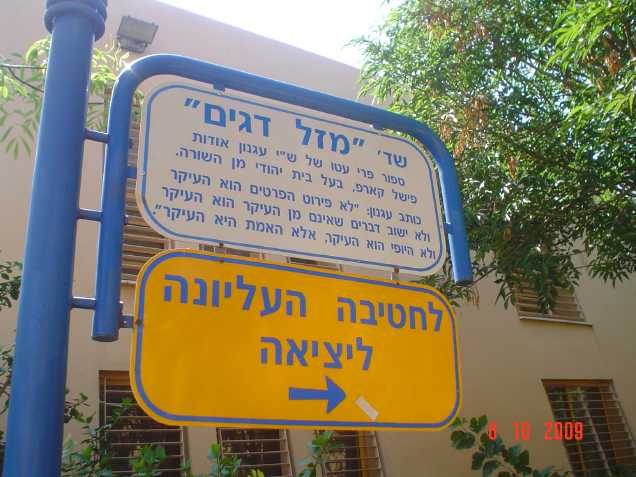 שד' "מזל דגים"
ספור פרי עטו של ש"י עגנון אודות
פישל קארפ, בעל בית יהודי מן השורה.
כותב עגנון: "לא פירוט הפרטים הוא העיקר
ולא ישוב דברים שאינם מן העיקר הוא העיקר
ולא היופי הוא העיקר, אלא האמת היא העיקר".
לחטיבה העליונה
ליציאה
8 10 2009